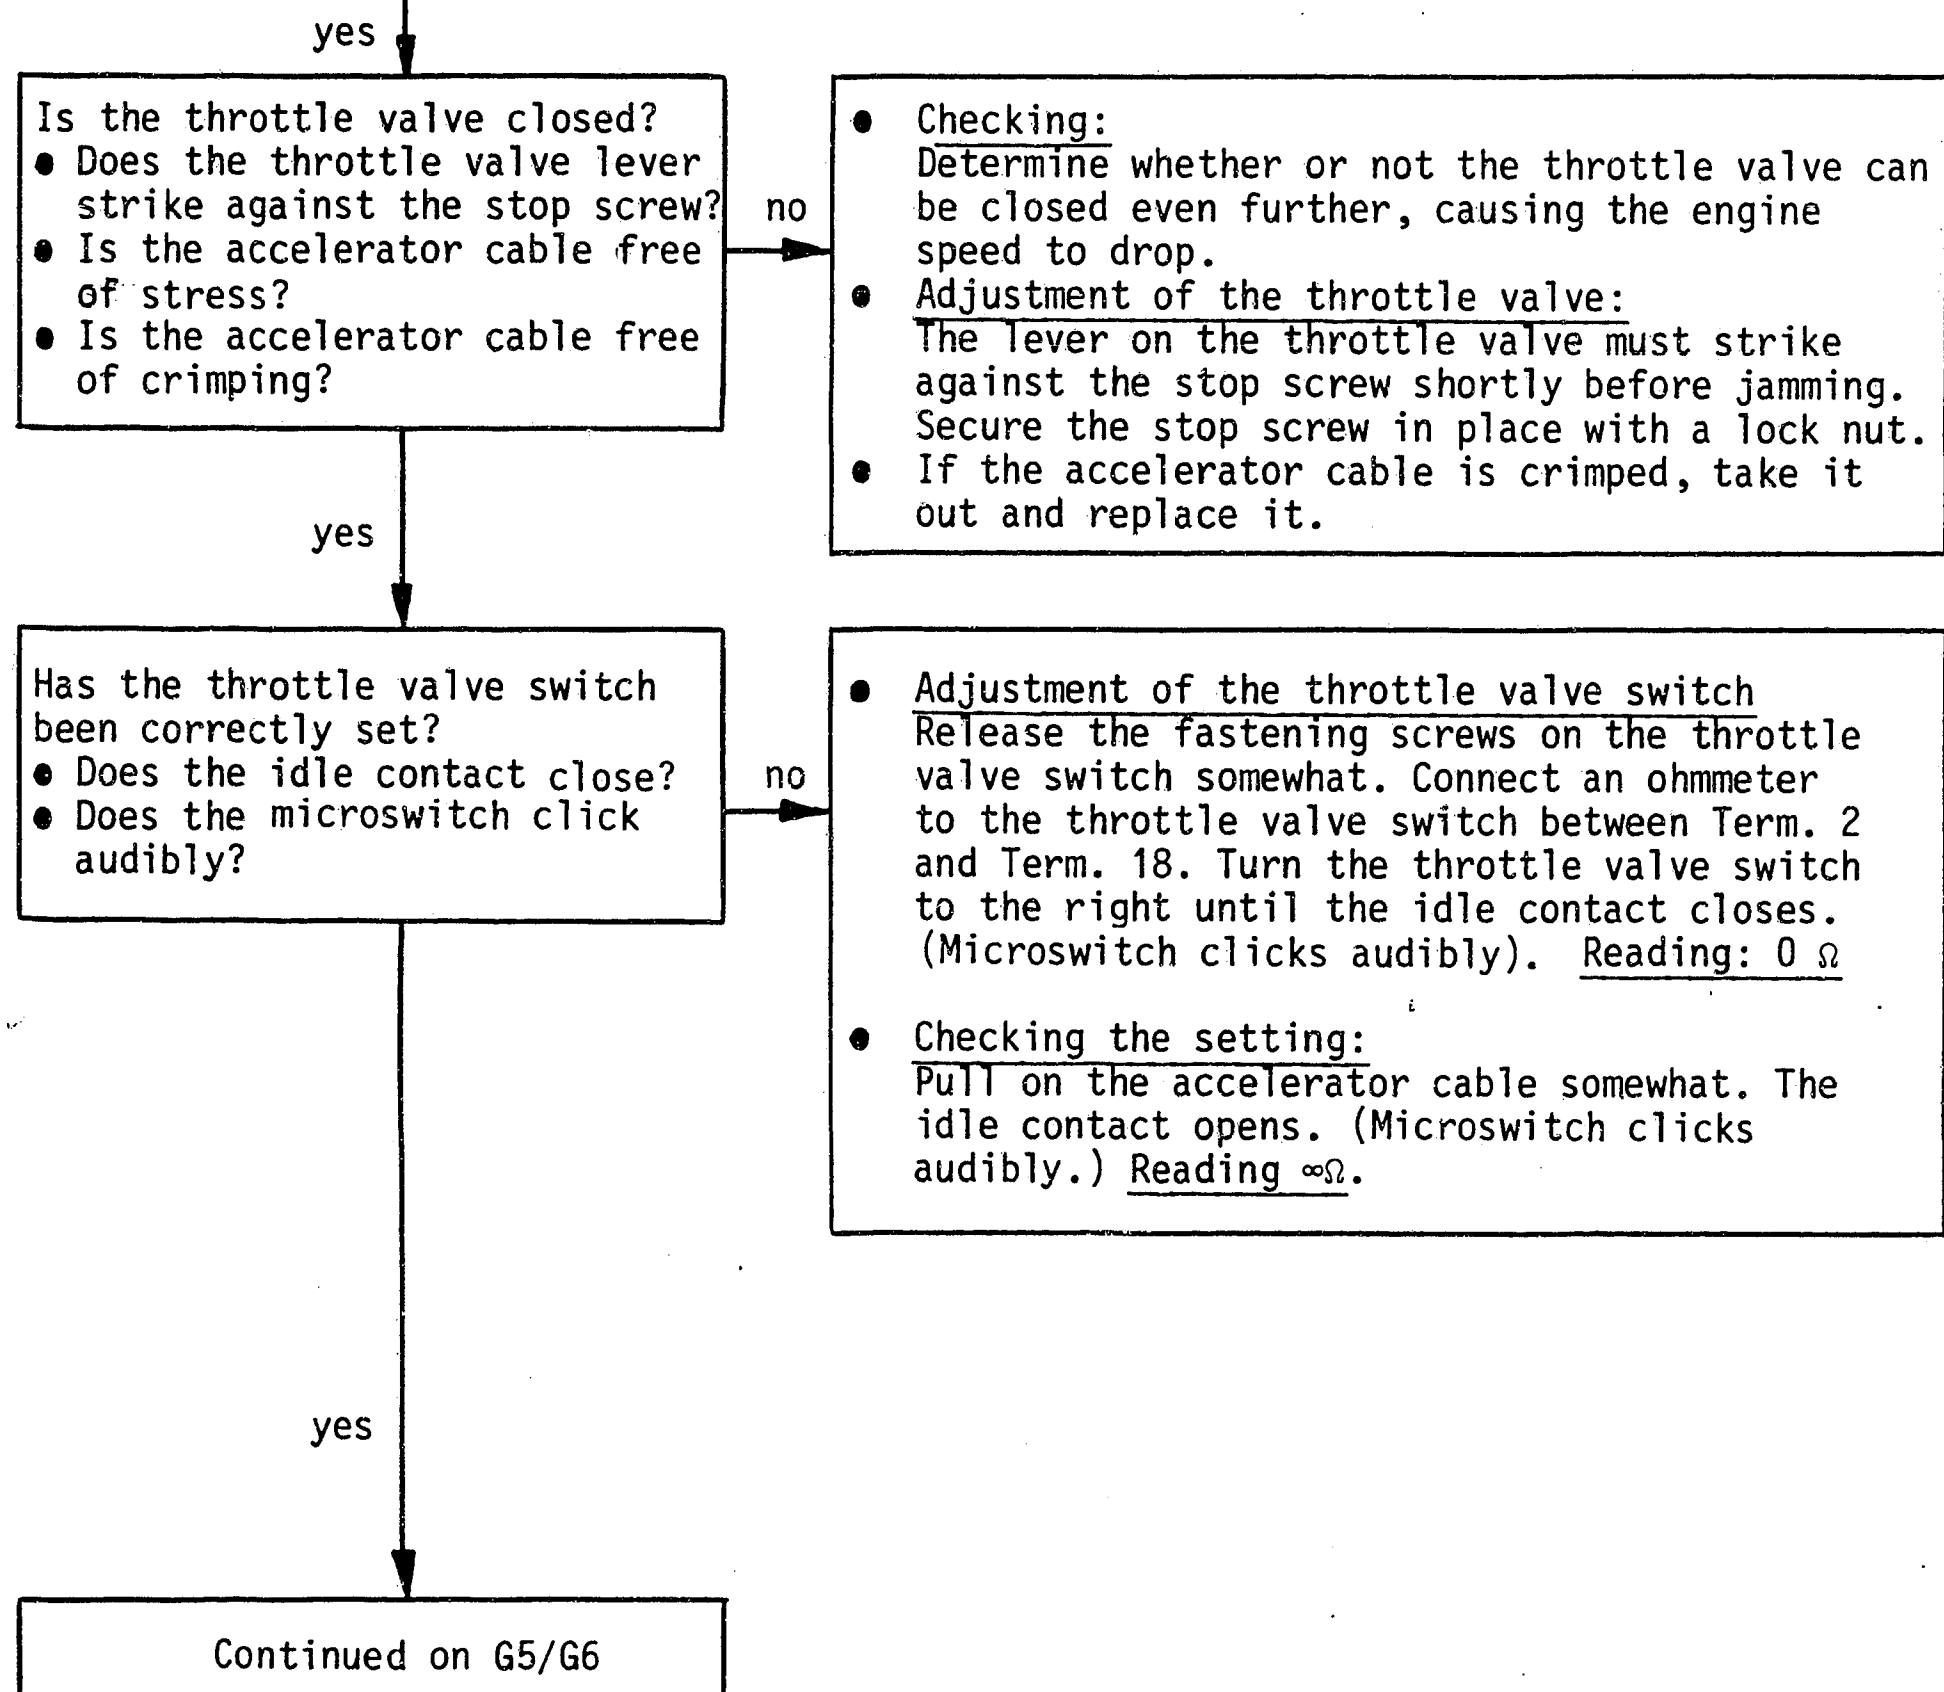 yes
Is the throttle valve closed?
● Does the throttle valve lever
strike against the stop screw?
● Is the accelerator cable free
of stress?
● Is the accelerator cable free
of crimping?
no
● Checking:
Determine whether or not the throttle valve can
be closed even further, causing the engine
speed to drop.
● Adjustment of the throttle valve:
The lever on the throttle valve must strike
against the stop screw shortly before jamming.
Secure the stop screw in place with a lock nut.
● If the accelerator cable is crimped, take it
out and replace it.
yes
Has the throttle valve switch
been correctly set?
● Does the idle contact close?
● Does the microswitch click
audibly?
no
● Adjustment of the throttle valve switch
Release the fastening screws on the throttle
valve switch somewhat. Connect an ohmmeter
to the throttle valve switch between Term. 2
and Term. 18. Turn the throttle valve switch
to the right until the idle contact closes.
(Microswitch clicks audibly). Reading: 0 Ω
● Checking the setting:
Pull on the accelerator cable somewhat. The
idle contact opens. (Microswitch clicks
audibly.) Reading ∞Ω.
yes
Continued on G5/G6